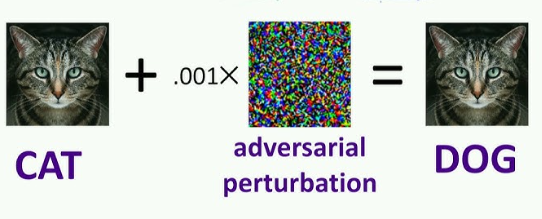 + .001× =
CAT
adversarial
perturbation
DOG